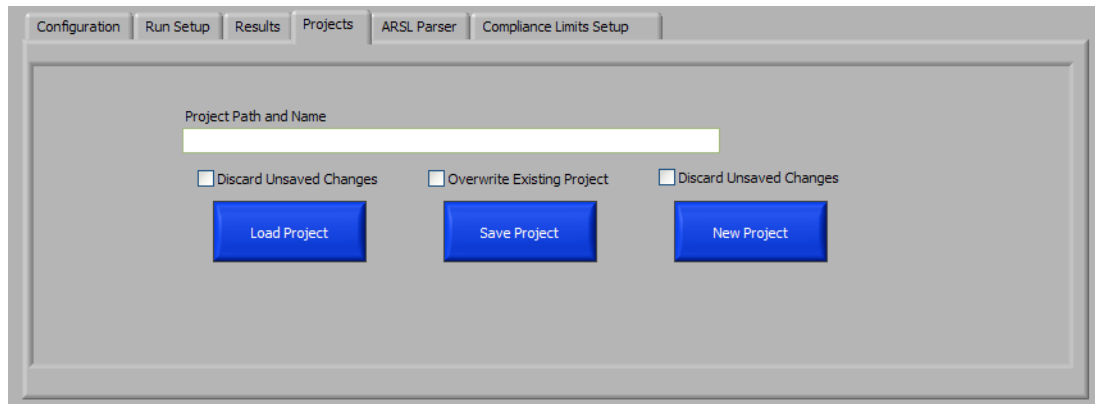 Configuration Run Setup Results Projects ARSL Parser Compliance Limits Setup
Project Path and Name
Discard Unsaved Changes Overwrite Existing Project Discard Unsaved Changes
Load Project Save Project New Project